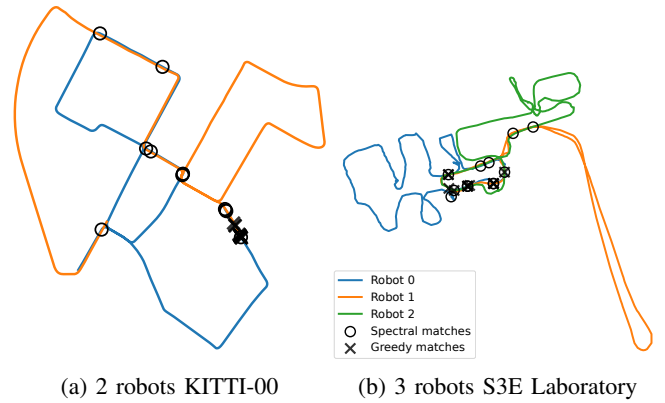 Robot 0
Robot 1
Robot 2
Spectral matches
Greedy matches
(a) 2 robots KITTI-00
(b) 3 robots S3E Laboratory